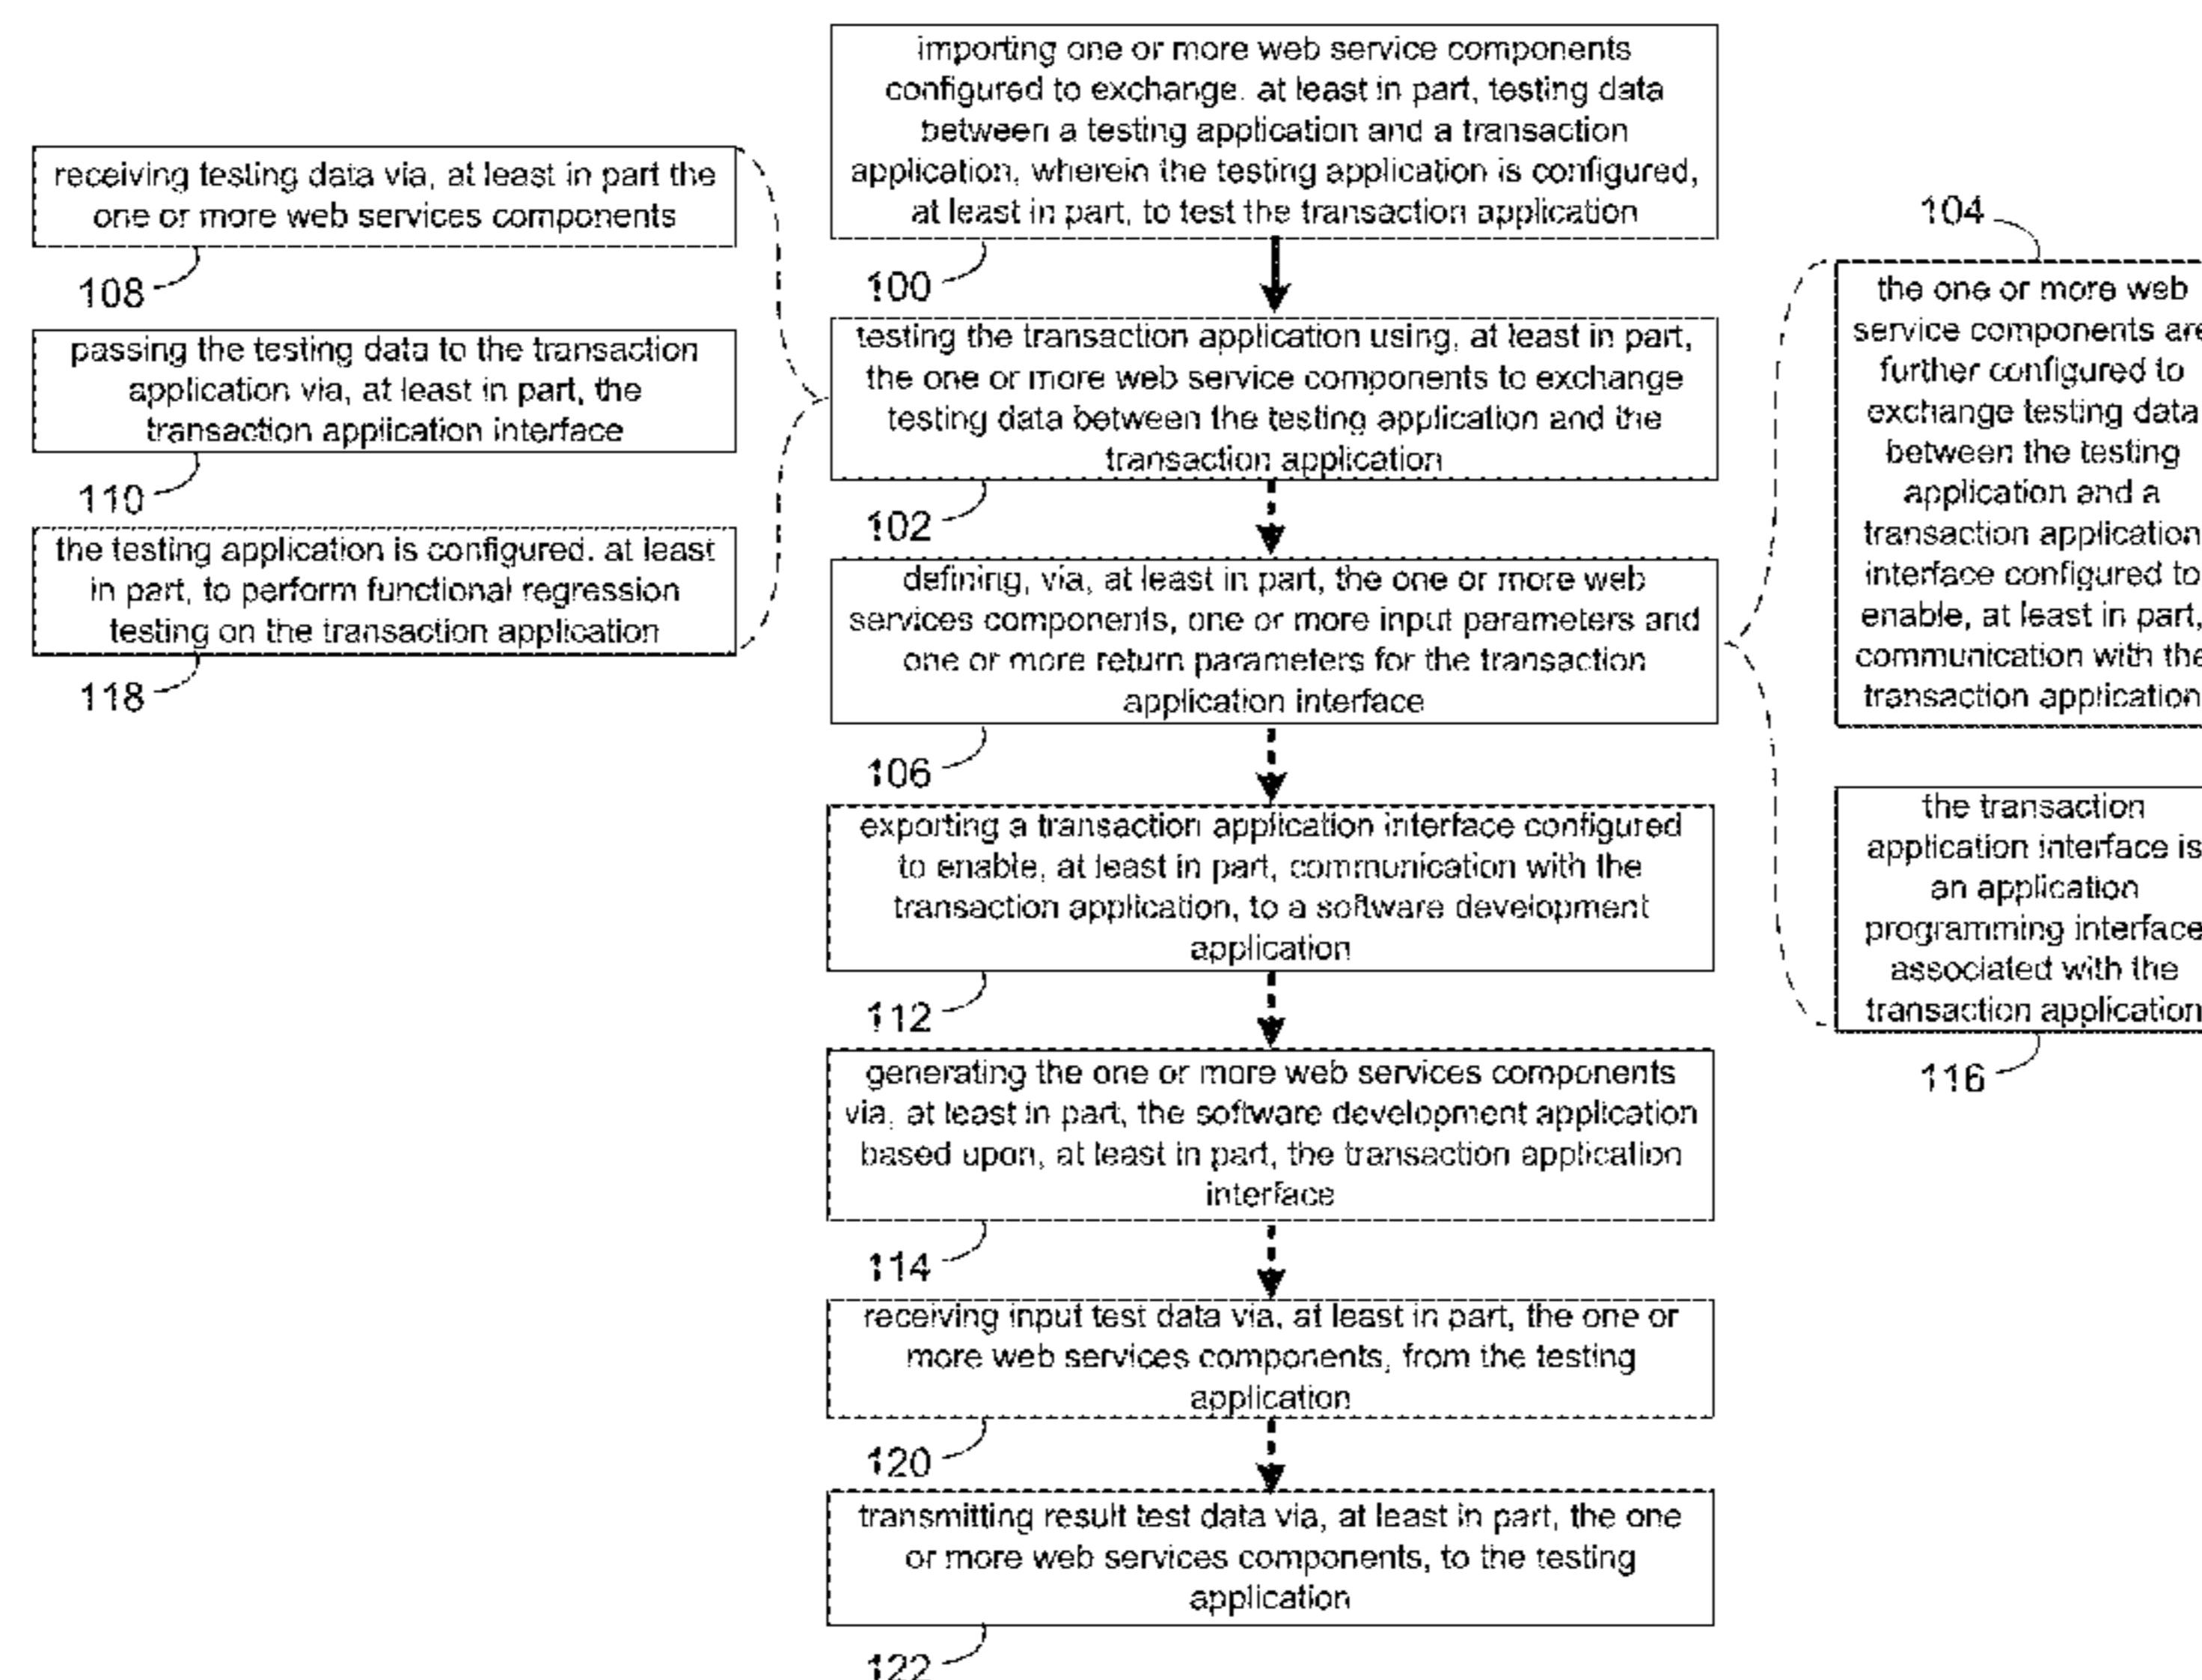 importing one or more web service components
configured to exchange. at least in part, testing data
between a testing application and a transaction
application, wherein the testing application is configured,
at least in part, to test the transaction application
100
testing the transaction application using, at least in part,
the one or more web service components to exchange
testing data between the testing application and the
transaction application
102
defining, via, at least in part, the one or more web
services components, one or more input parameters and
one or more return parameters for the transaction
application interface
106
exporting a transaction application interface configured
to enable, at least in part, communication with the
transaction application, to a software development
application
112
generating the one or more web services components
via, at least in part, the software development application
based upon, at least in part, the transaction application
interface
114
receiving input test data via, at least in part, the one or
more web services components, from the testing
application
120
transmitting result test data via, at least in part, the one
or more web services components, to the testing
application
122
receiving testing data via, at least in part the
one or more web services components
108
passing the testing data to the transaction
application via, at least in part, the
transaction application interface
110
the testing application is configured. at least
in part, to perform functional regression
testing on the transaction application
118
104
the one or more web
service components are
further configured to
exchange testing data
between the testing
application and a
transaction application
interface configured to
enable, at least in part,
communication with the
transaction application
the transaction
application interface is
an application
programming interface
associated with the
transaction application
116